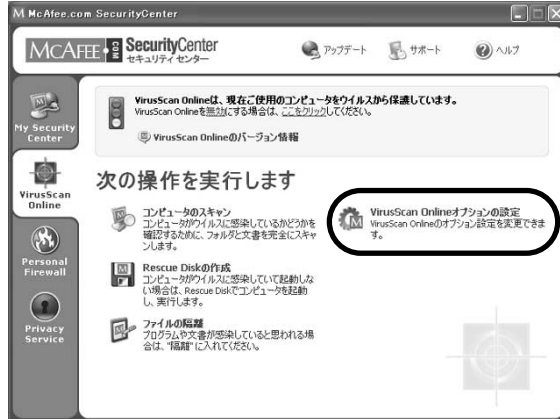 McAfee.com SecurityCenter
McAFEE SecurityCenter
セキュリティ センター
アップデート
サポート
ヘルプ
My Security
Center
VirusScan
Online
Personal
Firewall
Privacy
Service
VirusScan Onlineは、現在ご使用のコンピュータをウイルスから保護しています。
VirusScan Onlineを無効にする場合は、ここをクリックしてください。
VirusScan Onlineのバージョン情報
次の操作を実行します
コンピュータのスキャン
コンピュータがウイルスに感染しているかどうかを
確認するために、フォルダと文書を完全にスキャ
ンします。
Rescue Diskの作成
コンピュータがウイルスに感染していて起動しな
い場合は、Rescue Diskでコンピュータを起動
し、実行します。
ファイルの隔離
プログラムや文書が感染していると思われる場
合は、"隔離"に入れてください。
VirusScan Onlineオプションの設定
VirusScan Onlineのオプション設定を変更できま
す。